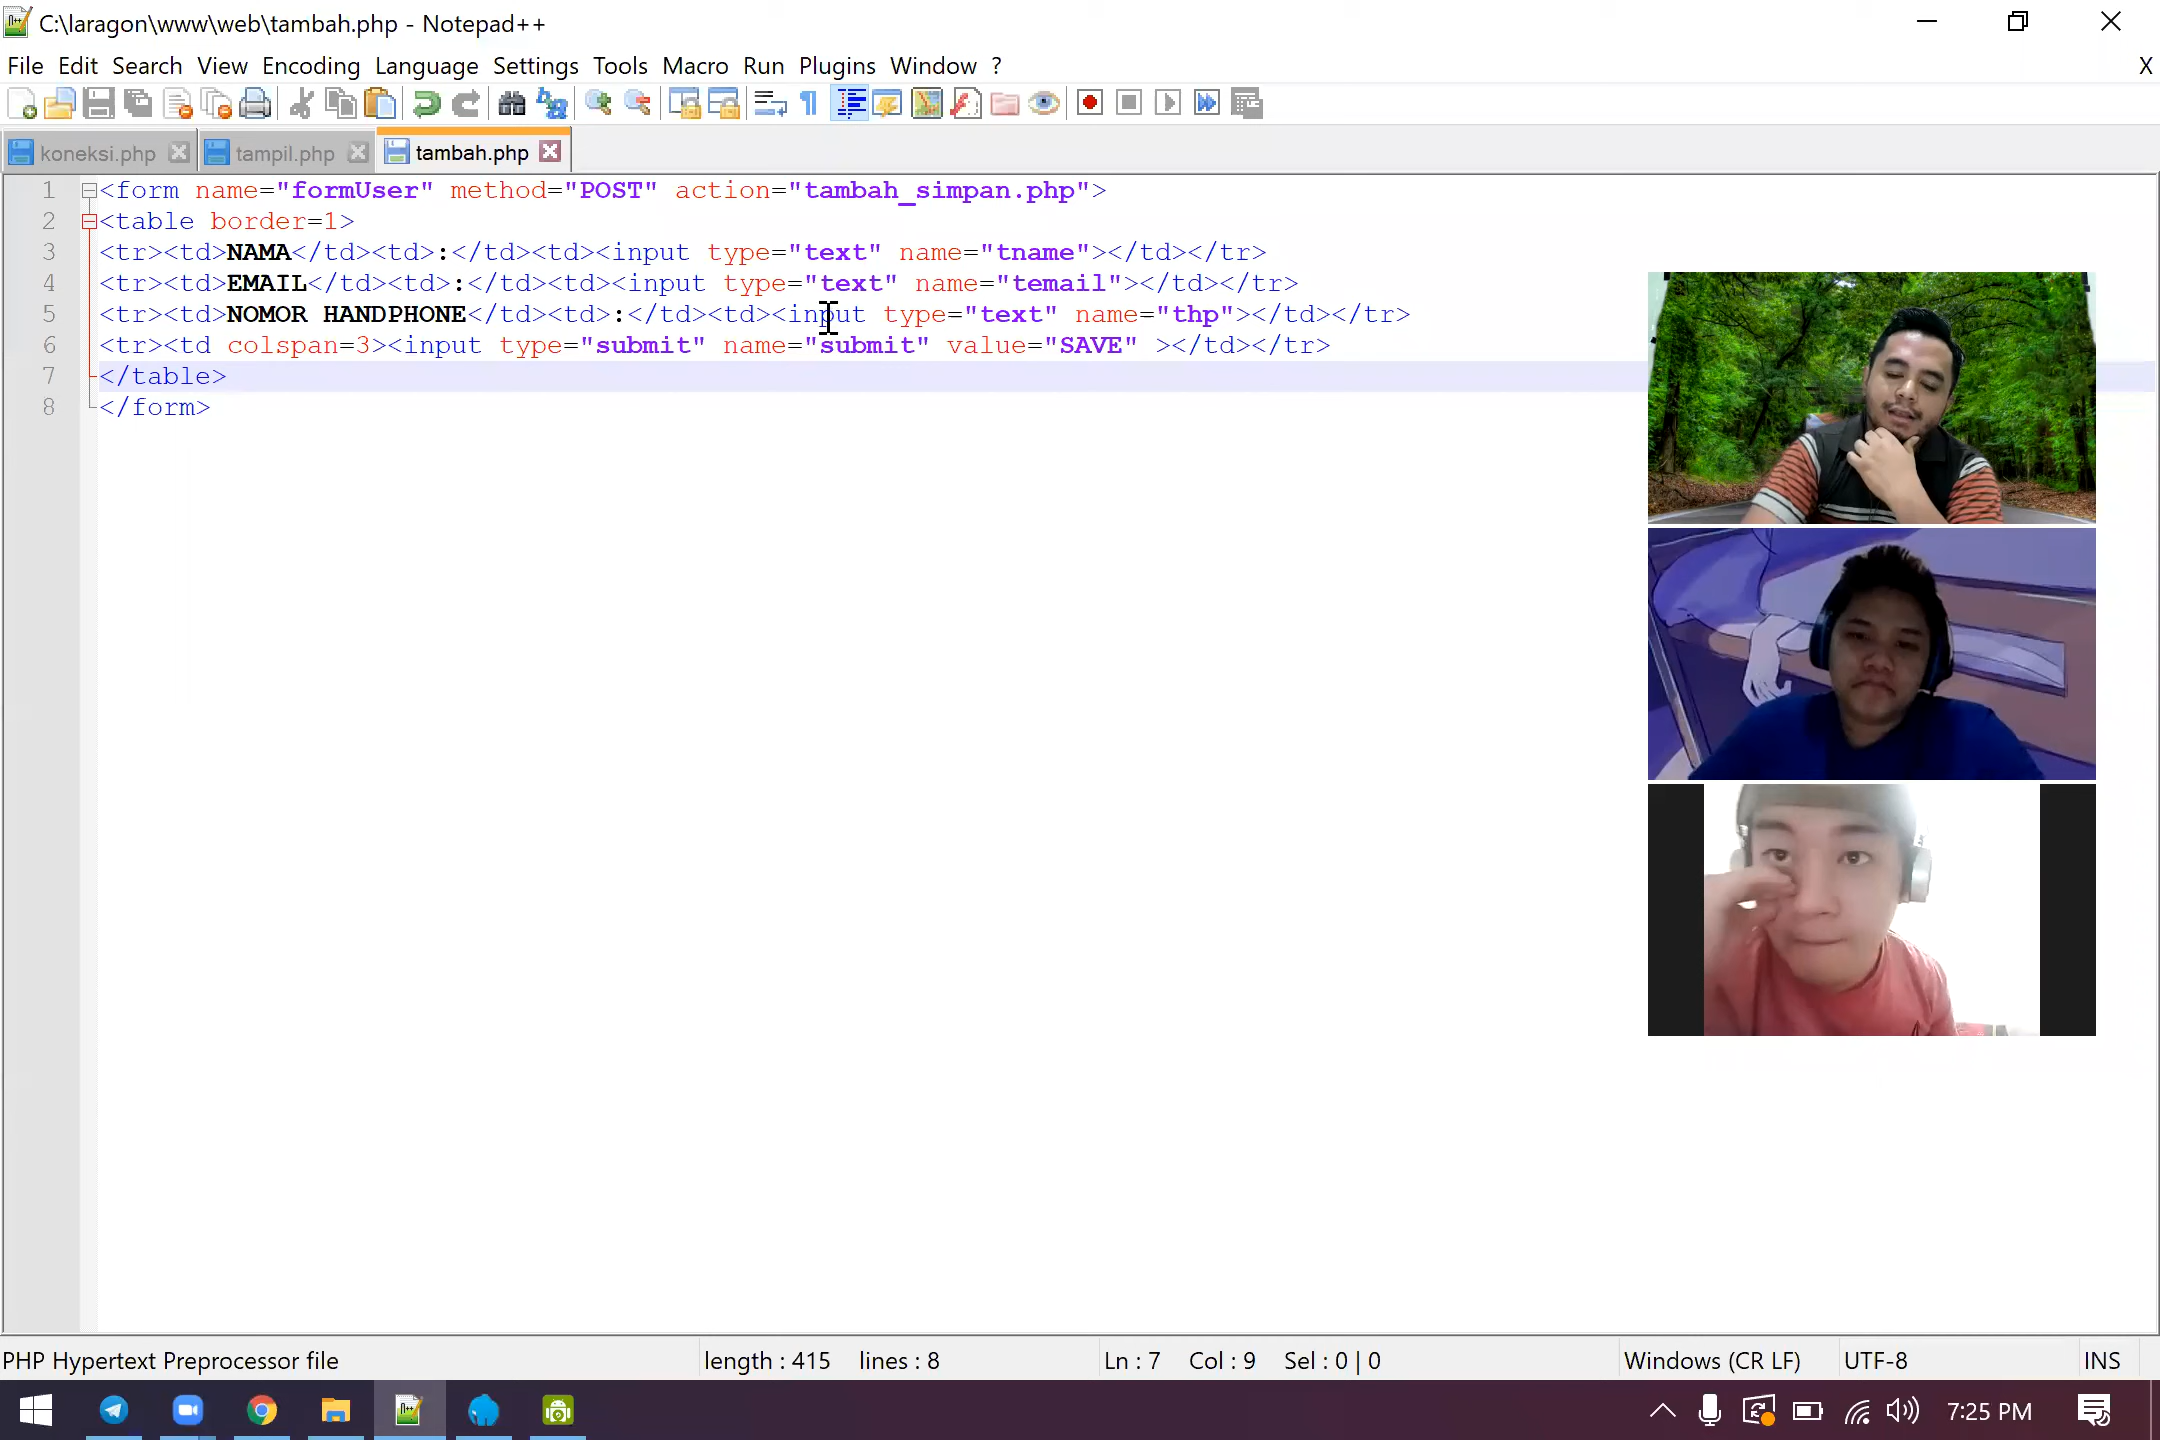 C:\laragon\www\web\tambah.php - Notepad++
File Edit Search View Encoding Language Settings Tools Macro Run Plugins Window ? X
koneksi.php tampil.php tambah.php
1 <form name="formUser" method="POST" action="tambah_simpan.php">
2 <table border=1>
3 <tr><td>NAMA</td><td>:</td><td><input type="text" name="tname"></td></tr>
4 <tr><td>EMAIL</td><td>:</td><td><input type="text" name="temail"></td></tr>
5 <tr><td>NOMOR HANDPHONE</td><td>:</td><td><input type="text" name="thp"></td></tr>
6 <tr><td colspan=3><input type="submit" name="submit" value="SAVE" ></td></tr>
7 </table>
8 </form>
PHP Hypertext Preprocessor file length : 415 lines : 8 Ln : 7 Col : 9 Sel : 0 | 0 Windows (CR LF) UTF-8 INS
7:25 PM